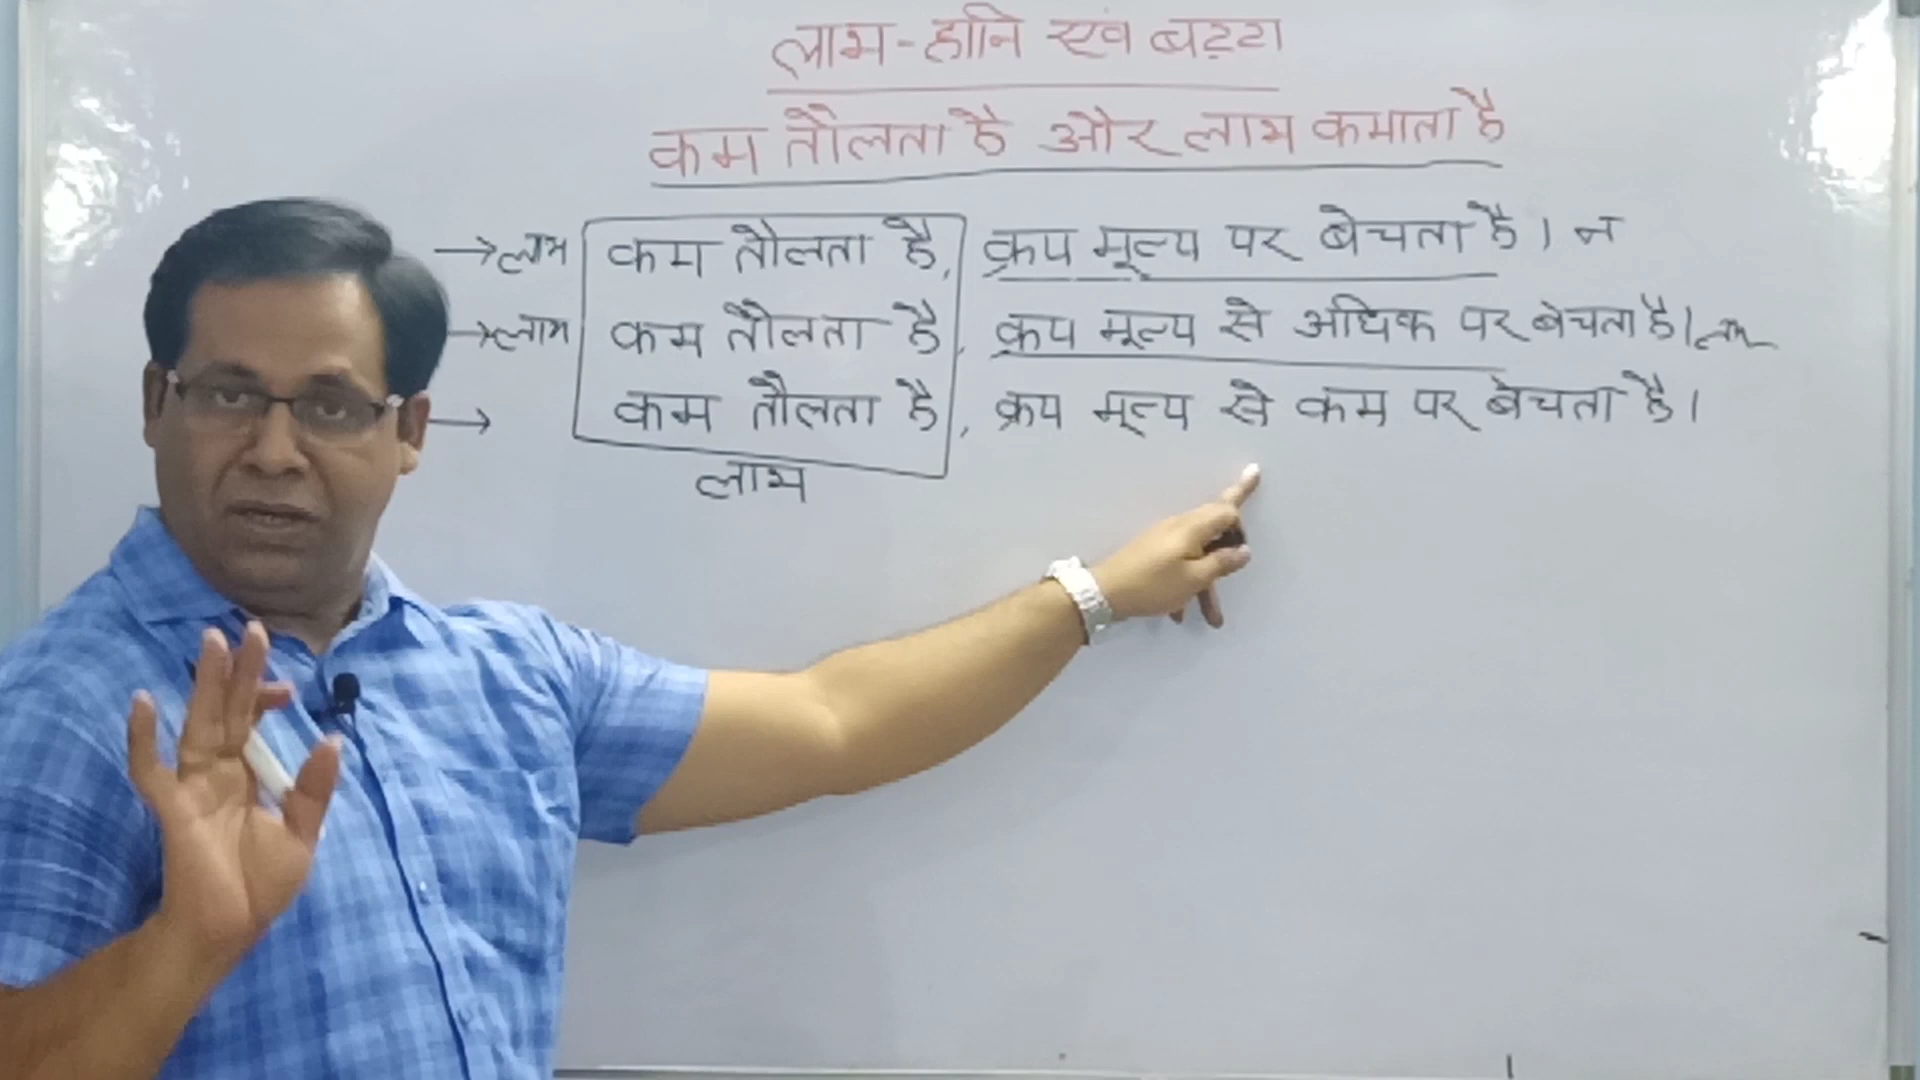 लाभ-हानि एवं बट्टा
कम तौलता है और लाभ कमाता है
→लाभ कम तौलता है, क्रय मूल्य पर बेचता है। न
→लाभ कम तौलता है, क्रय मूल्य से अधिक पर बेचता है। लाभ
→ कम तौलता है, क्रय मूल्य से कम पर बेचता है।
लाभ